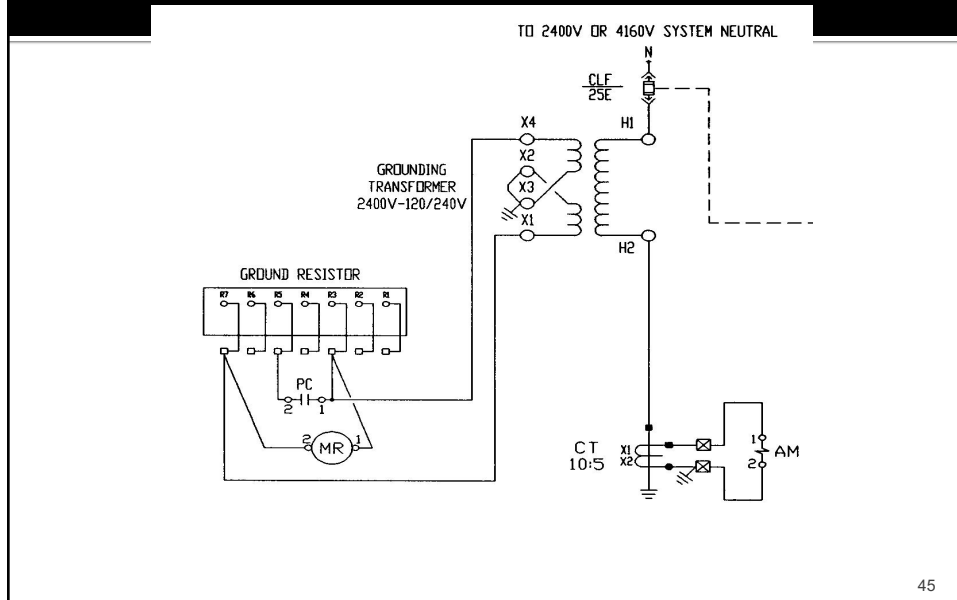 TO 2400V OR 4160V SYSTEM NEUTRAL
N
CLF
25E
X4
H1
X2
GROUNDING
TRANSFORMER
2400V-120/240V
X3
X1
H2
GROUND RESISTOR
R7 R6 R5 R4 R3 R2 R1
PC
2 1
2 MR 1
CT
10:5
X1
X2
1
2
AM
45